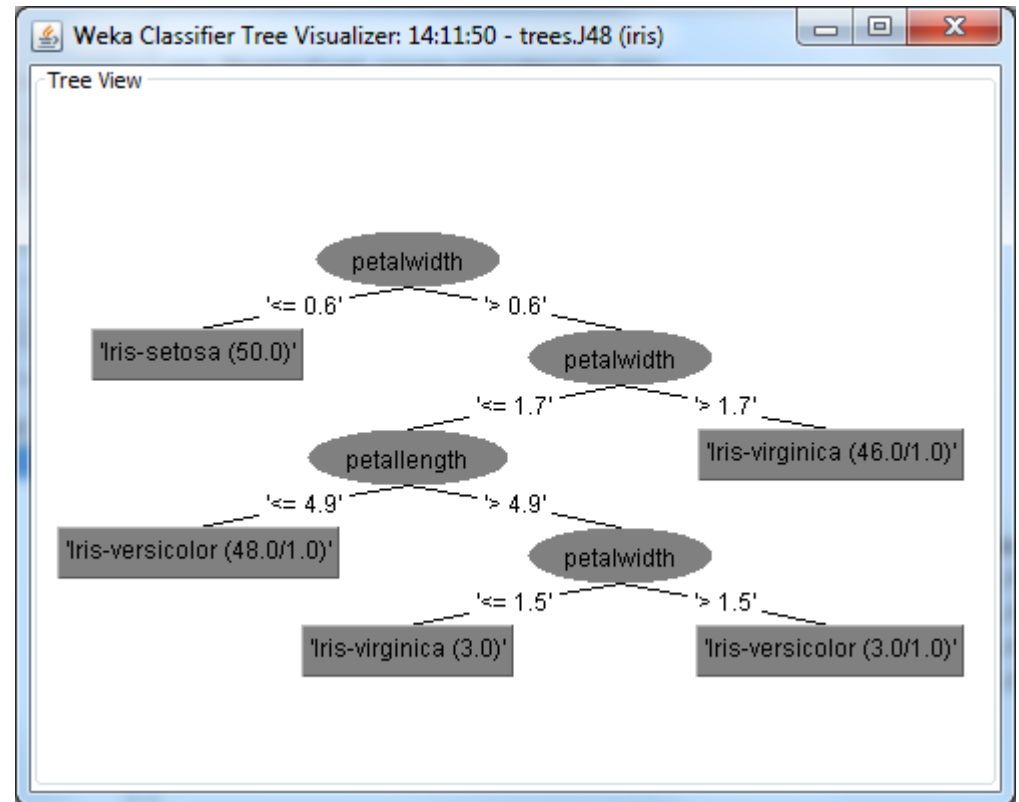 Weka Classifier Tree Visualizer: 14:11:50 - trees.J48 (iris)
Tree View
petalwidth
'<= 0.6' '> 0.6'
'Iris-setosa (50.0)'
petalwidth
'<= 1.7' '> 1.7'
petallength
'Iris-virginica (46.0/1.0)'
'<= 4.9' '> 4.9'
'Iris-versicolor (48.0/1.0)'
petalwidth
'<= 1.5' '> 1.5'
'Iris-virginica (3.0)' 'Iris-versicolor (3.0/1.0)'